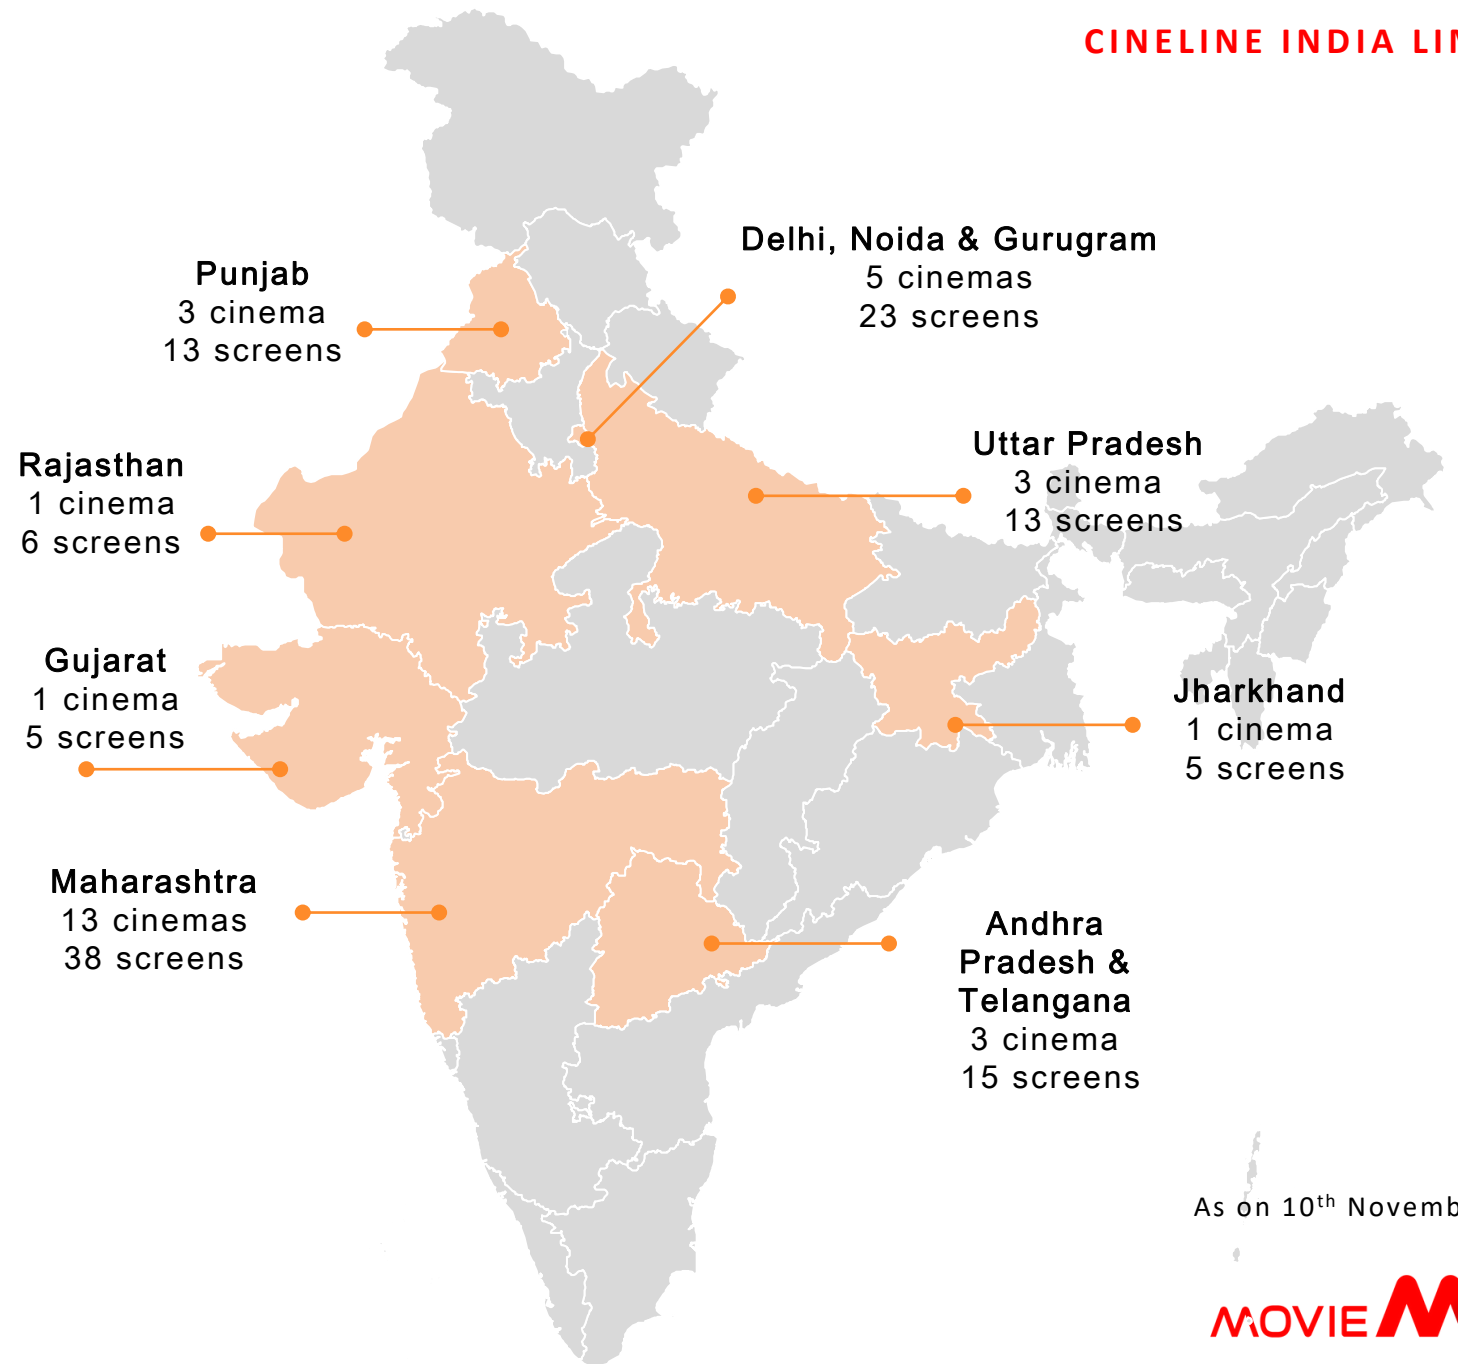 CINELINE INDIA
Delhi, Noida & Gurugram
5 cinemas
23 screens
Punjab
3 cinema
13 screens
Uttar Pradesh
3 cinema
13 screens
Rajasthan
1 cinema
6 screens
Gujarat
1 cinema
5 screens
Jharkhand
1 cinema
5 screens
Maharashtra
13 cinemas
38 screens
Andhra
Pradesh &
Telangana
3 cinema
15 screens
As on 10th
MOVIE